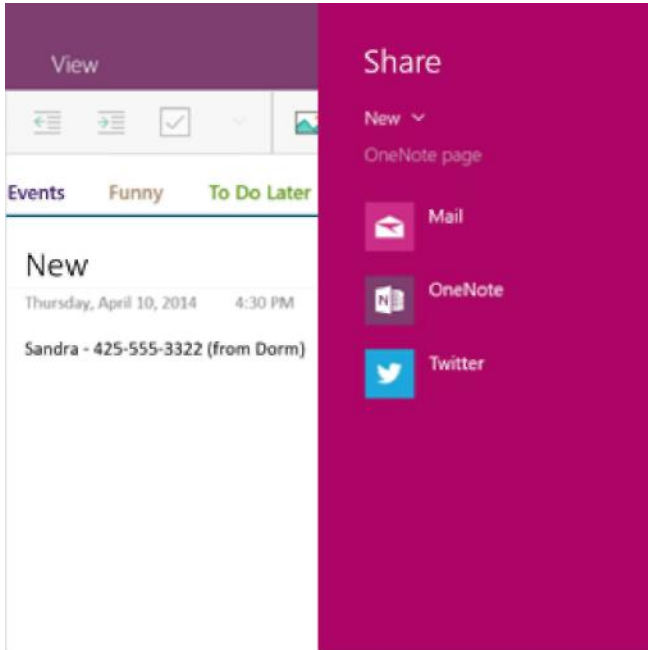 View
Events Funny To Do Later
New
Thursday, April 10, 2014 4:30 PM
Sandra - 425-555-3322 (from Dorm)
Share
New
OneNote page
Mail
N
OneNote
Twitter